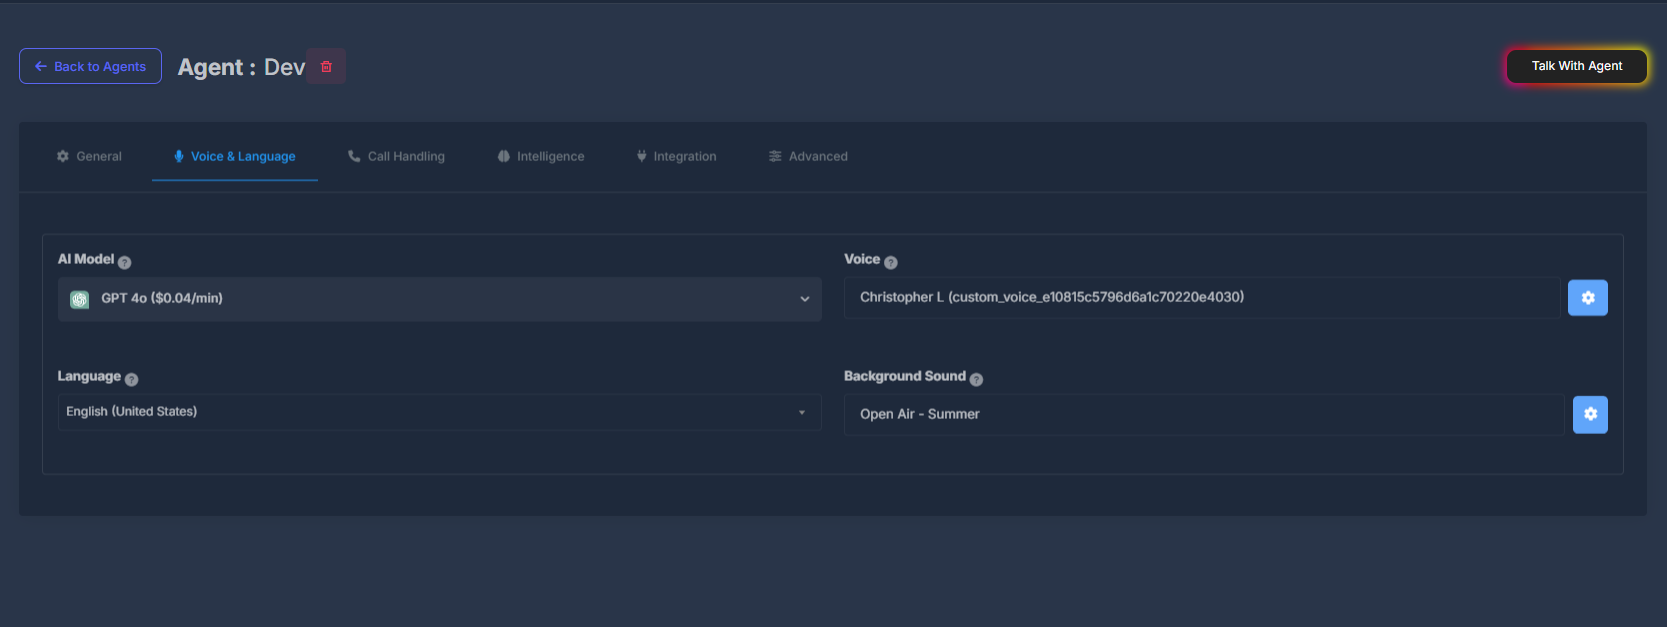 Back to Agents
Agent : Dev
Talk With Agent
General
Voice & Language
Call Handling
Intelligence
Integration
Advanced
AI Model ?
Voice ?
GPT 4o ($0.04/min)
Christopher L (custom_voice_e10815c5796d6a1c70220e4030)
Language ?
Background Sound ?
English (United States)
Open Air - Summer